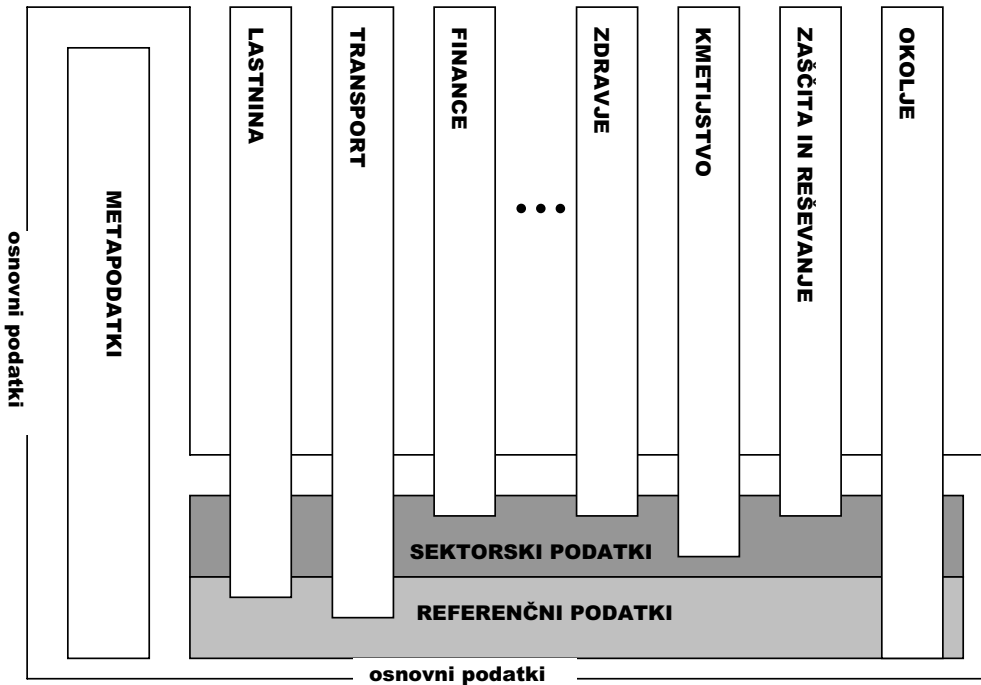 osnovni podatki
METAPODATKI
LASTNINA
TRANSPORT
FINANCE
...
ZDRAVJE
KMETIJSTVO
ZAŠČITA IN REŠEVANJE
OKOLJE
SEKTORSKI PODATKI
REFERENČNI PODATKI
osnovni podatki